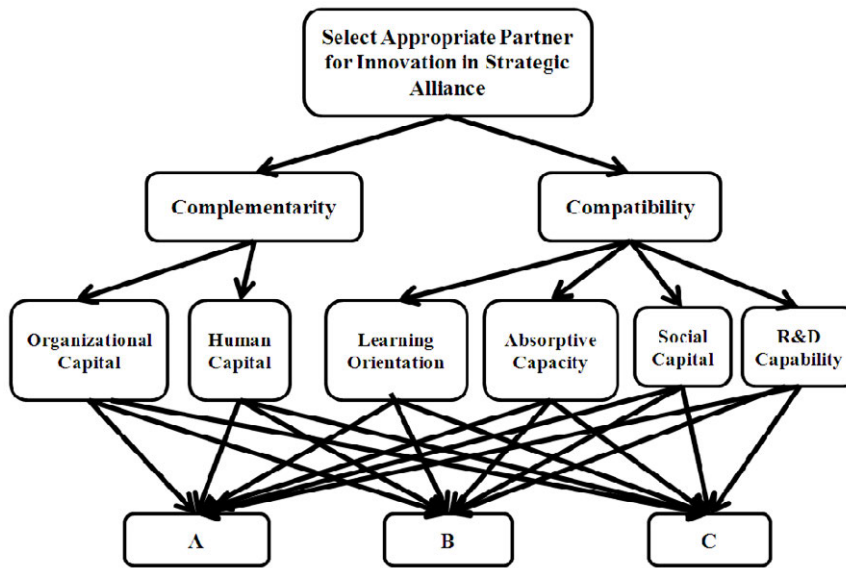 Select Appropriate Partner
for Innovation in Strategic
Alliance
Complementarity
Compatibility
Organizational
Capital
Human
Capital
Learning
Orientation
Absorptive
Capacity
Social
Capital
R&D
Capability
A
B
C